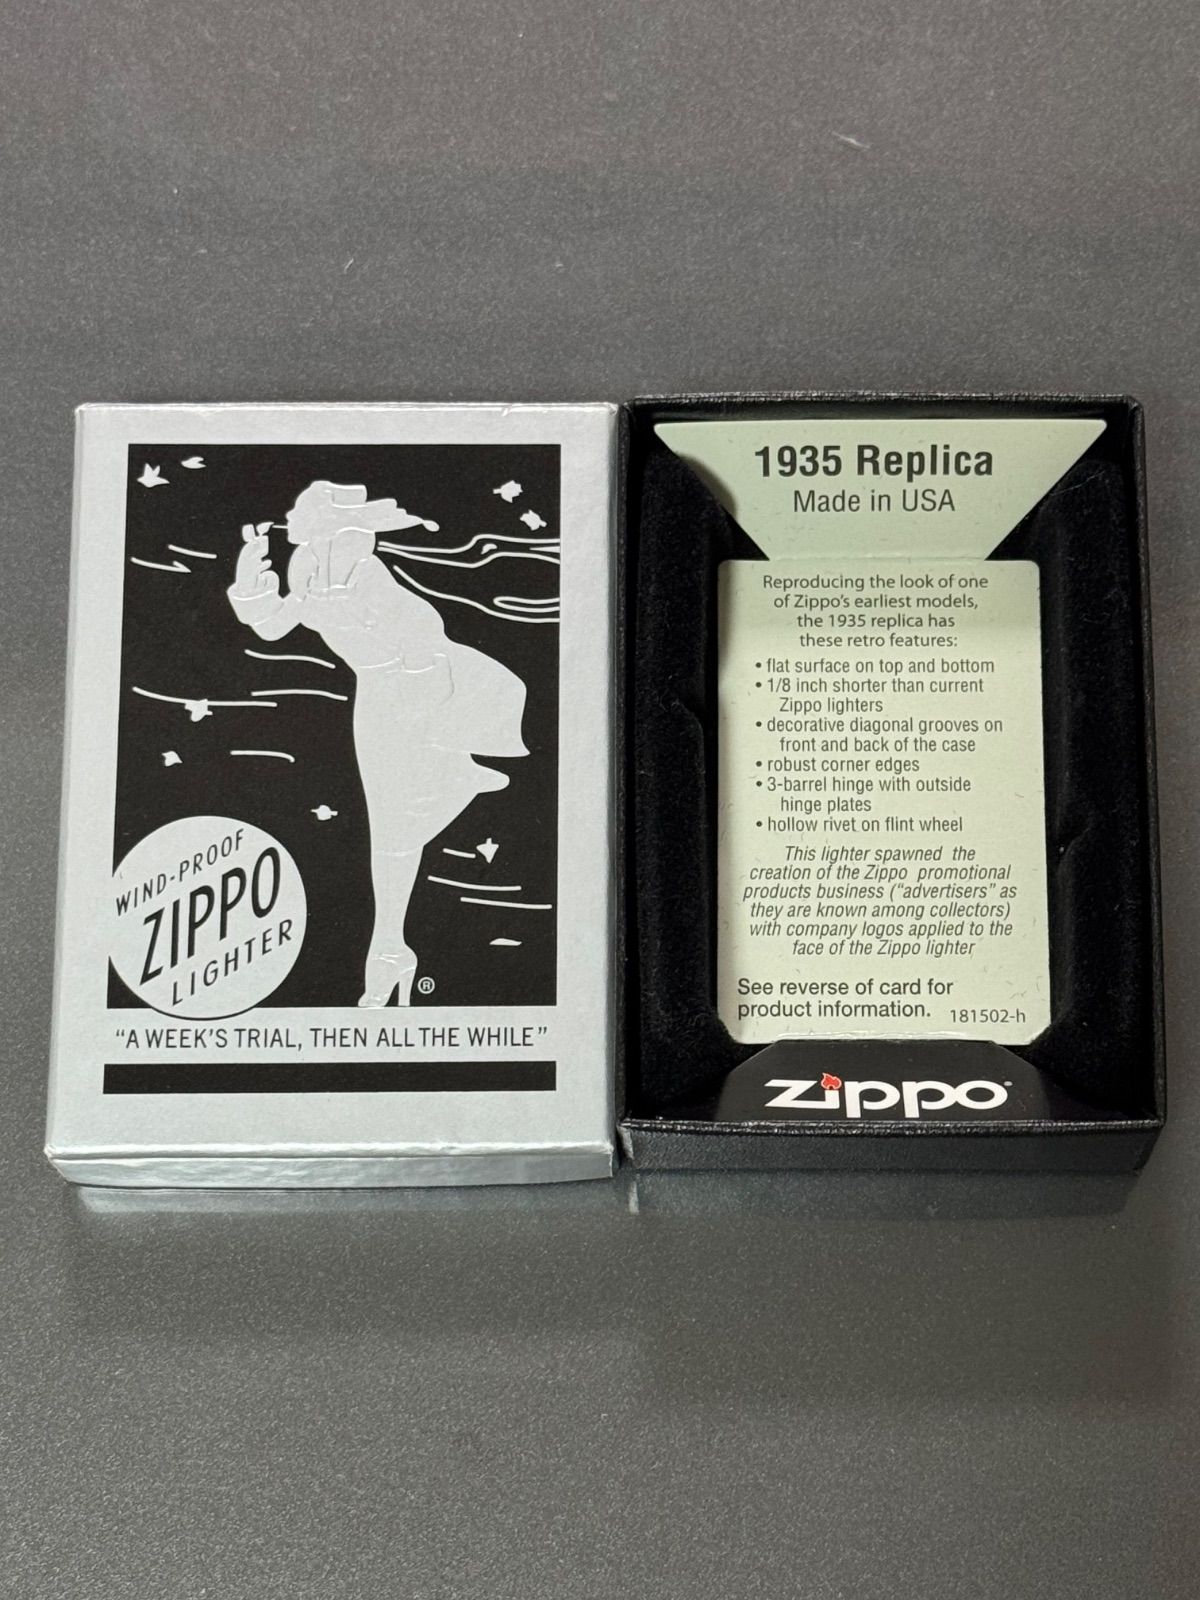 WIND-PROOF
ZIPPO
LIGHTER
®
"A WEEK'S TRIAL, THEN ALL THE WHILE"
1935 Replica
Made in USA
Reproducing the look of one
of Zippo's earliest models,
the 1935 replica has
these retro features:
• flat surface on top and bottom
• 1/8 inch shorter than current
Zippo lighters
• decorative diagonal grooves on
front and back of the case
• robust corner edges
• 3-barrel hinge with outside
hinge plates
• hollow rivet on flint wheel
This lighter spawned the
creation of the Zippo promotional
products business ("advertisers" as
they are known among collectors)
with company logos applied to the
face of the Zippo lighter
See reverse of card for
product information. 181502-h
zippo